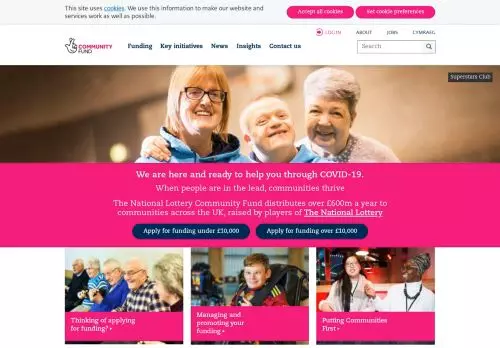 This site uses cookies. We use this information to make our website and
services work as well as possible.
Accept all cookies
Set cookie preferences
LOGIN
ABOUT
JOBS
CYMRAEG
COMMUNITY
FUND
Funding
Key initiatives
News
Insights
Contact us
Search
Superstars Club
We are here and ready to help you through COVID-19.
When people are in the lead, communities thrive
The National Lottery Community Fund distributes over £600m a year to
communities across the UK, raised by players of The National Lottery
Apply for funding under £10,000
Apply for funding over £10,000
Thinking of applying
for funding? ›
Managing and
promoting your
funding ›
Putting Communities
First ›